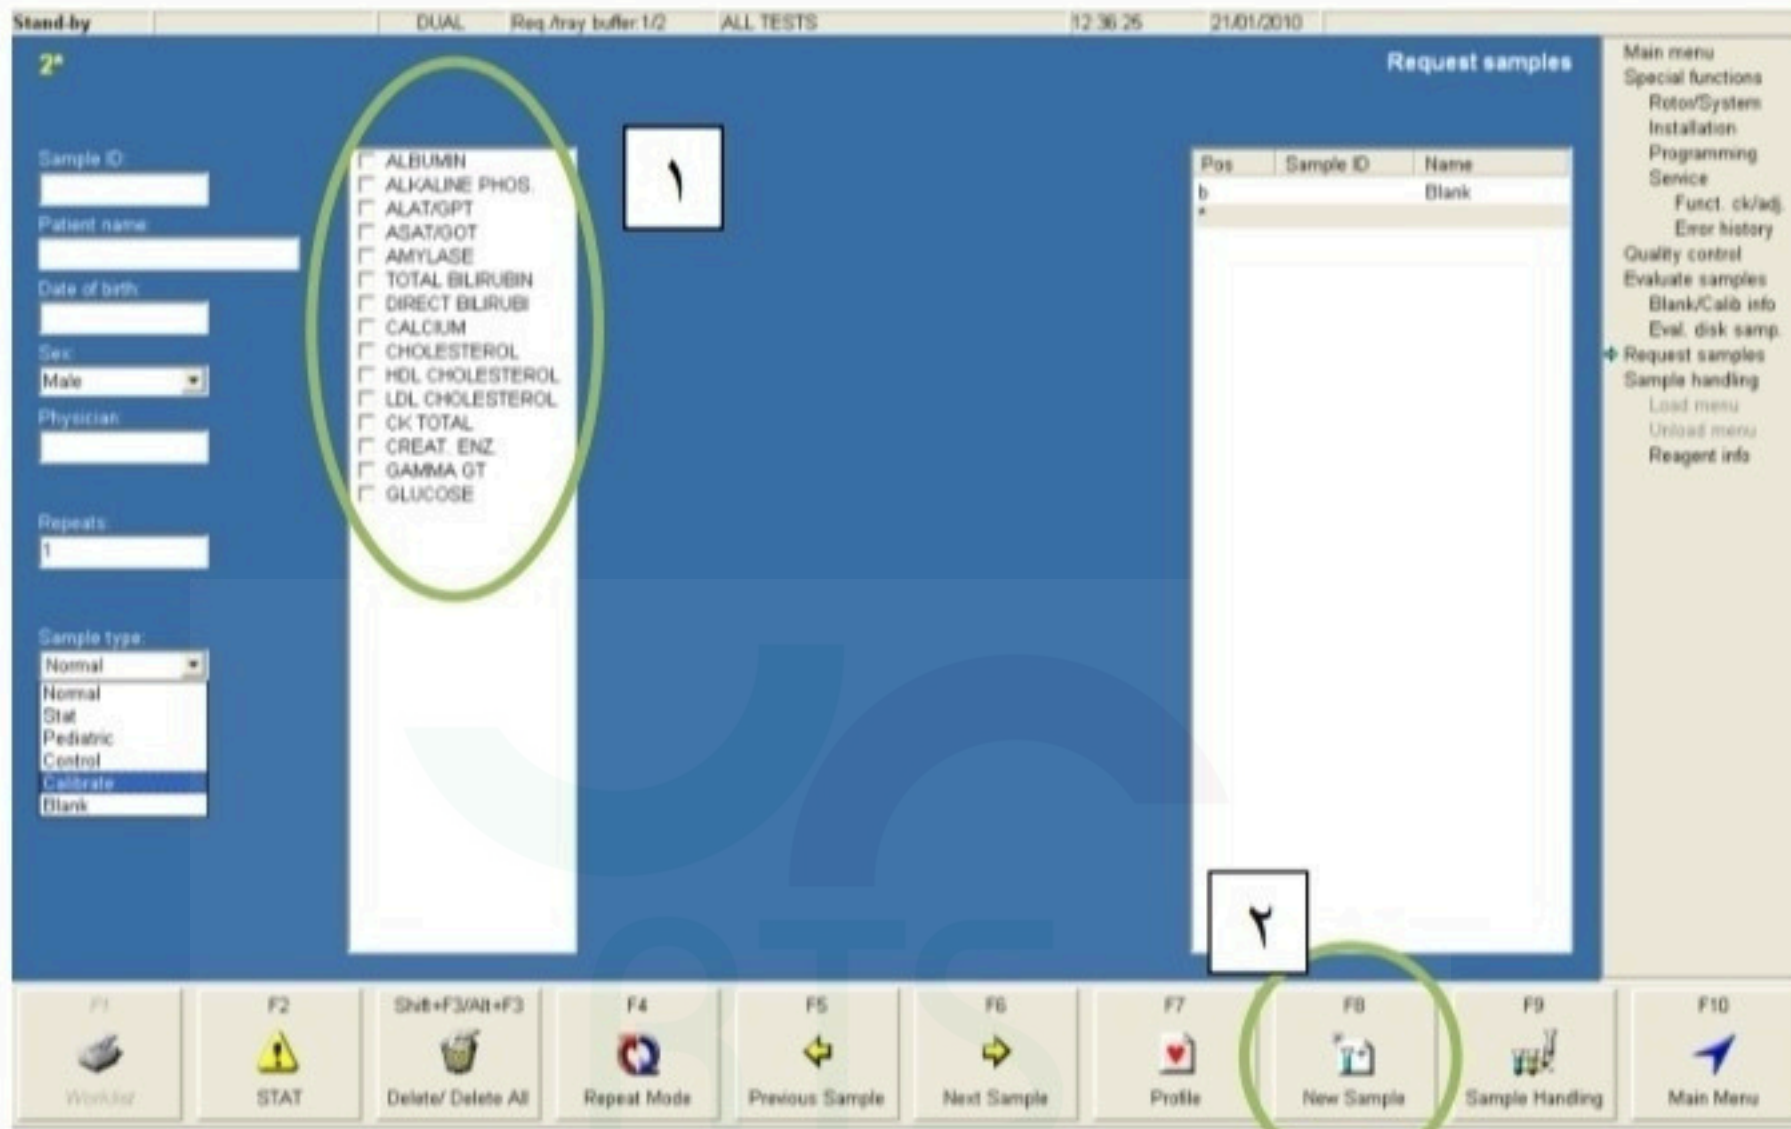 Stand-by DUAL Req./tray buffer:1/2 ALL TESTS 12:36:25 21/01/2010
2*
Request samples
Sample ID:
Patient name:
Date of birth:
Sex:
Male
Physician:
Repeats:
1
Sample type:
Normal
Normal
Stat
Pediatric
Control
Calibrate
Blank
ALBUMIN
ALKALINE PHOS.
ALAT/GPT
ASAT/GOT
AMYLASE
TOTAL BILIRUBIN
DIRECT BILIRUBI
CALCIUM
CHOLESTEROL
HDL CHOLESTEROL
LDL CHOLESTEROL
CK TOTAL
CREAT. ENZ.
GAMMA GT
GLUCOSE
١
Pos Sample ID Name
b Blank
*
٢
Main menu
Special functions
Rotor/System
Installation
Programming
Service
Funct. ck/adj.
Error history
Quality control
Evaluate samples
Blank/Calib info
Eval. disk samp.
Request samples
Sample handling
Load menu
Unload menu
Reagent info
F1 F2 Shift+F3/Alt+F3 F4 F5 F6 F7 F8 F9 F10
Worklist STAT Delete/ Delete All Repeat Mode Previous Sample Next Sample Profile New Sample Sample Handling Main Menu